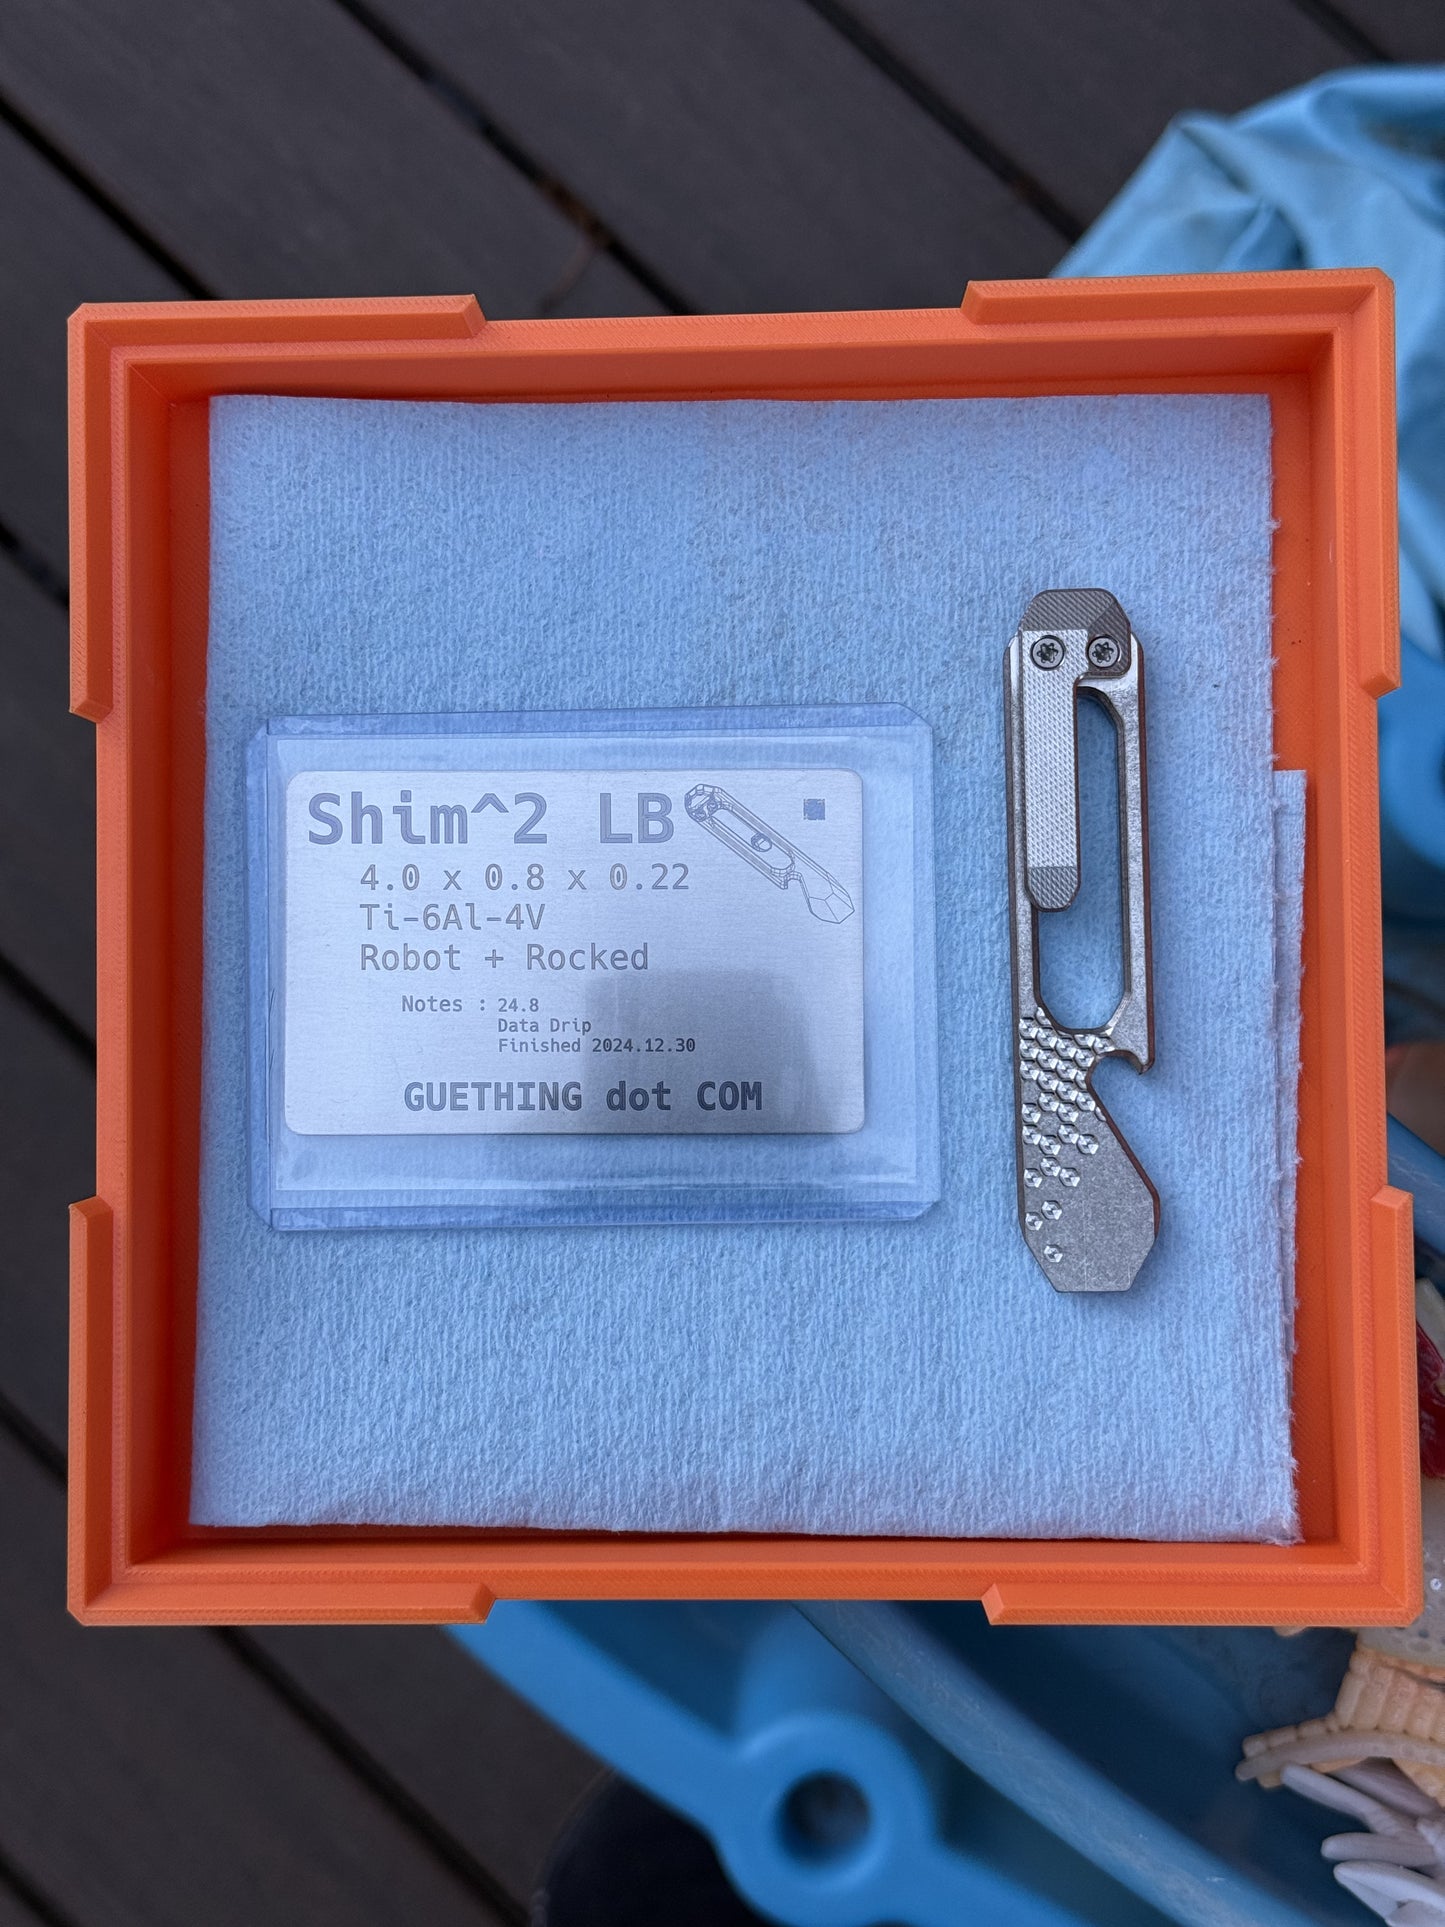 Shim^2 LB
4.0 x 0.8 x 0.22
Ti-6Al-4V
Robot + Rocked
Notes : 24.8
Data Drip
Finished 2024.12.30
GUETHING dot COM